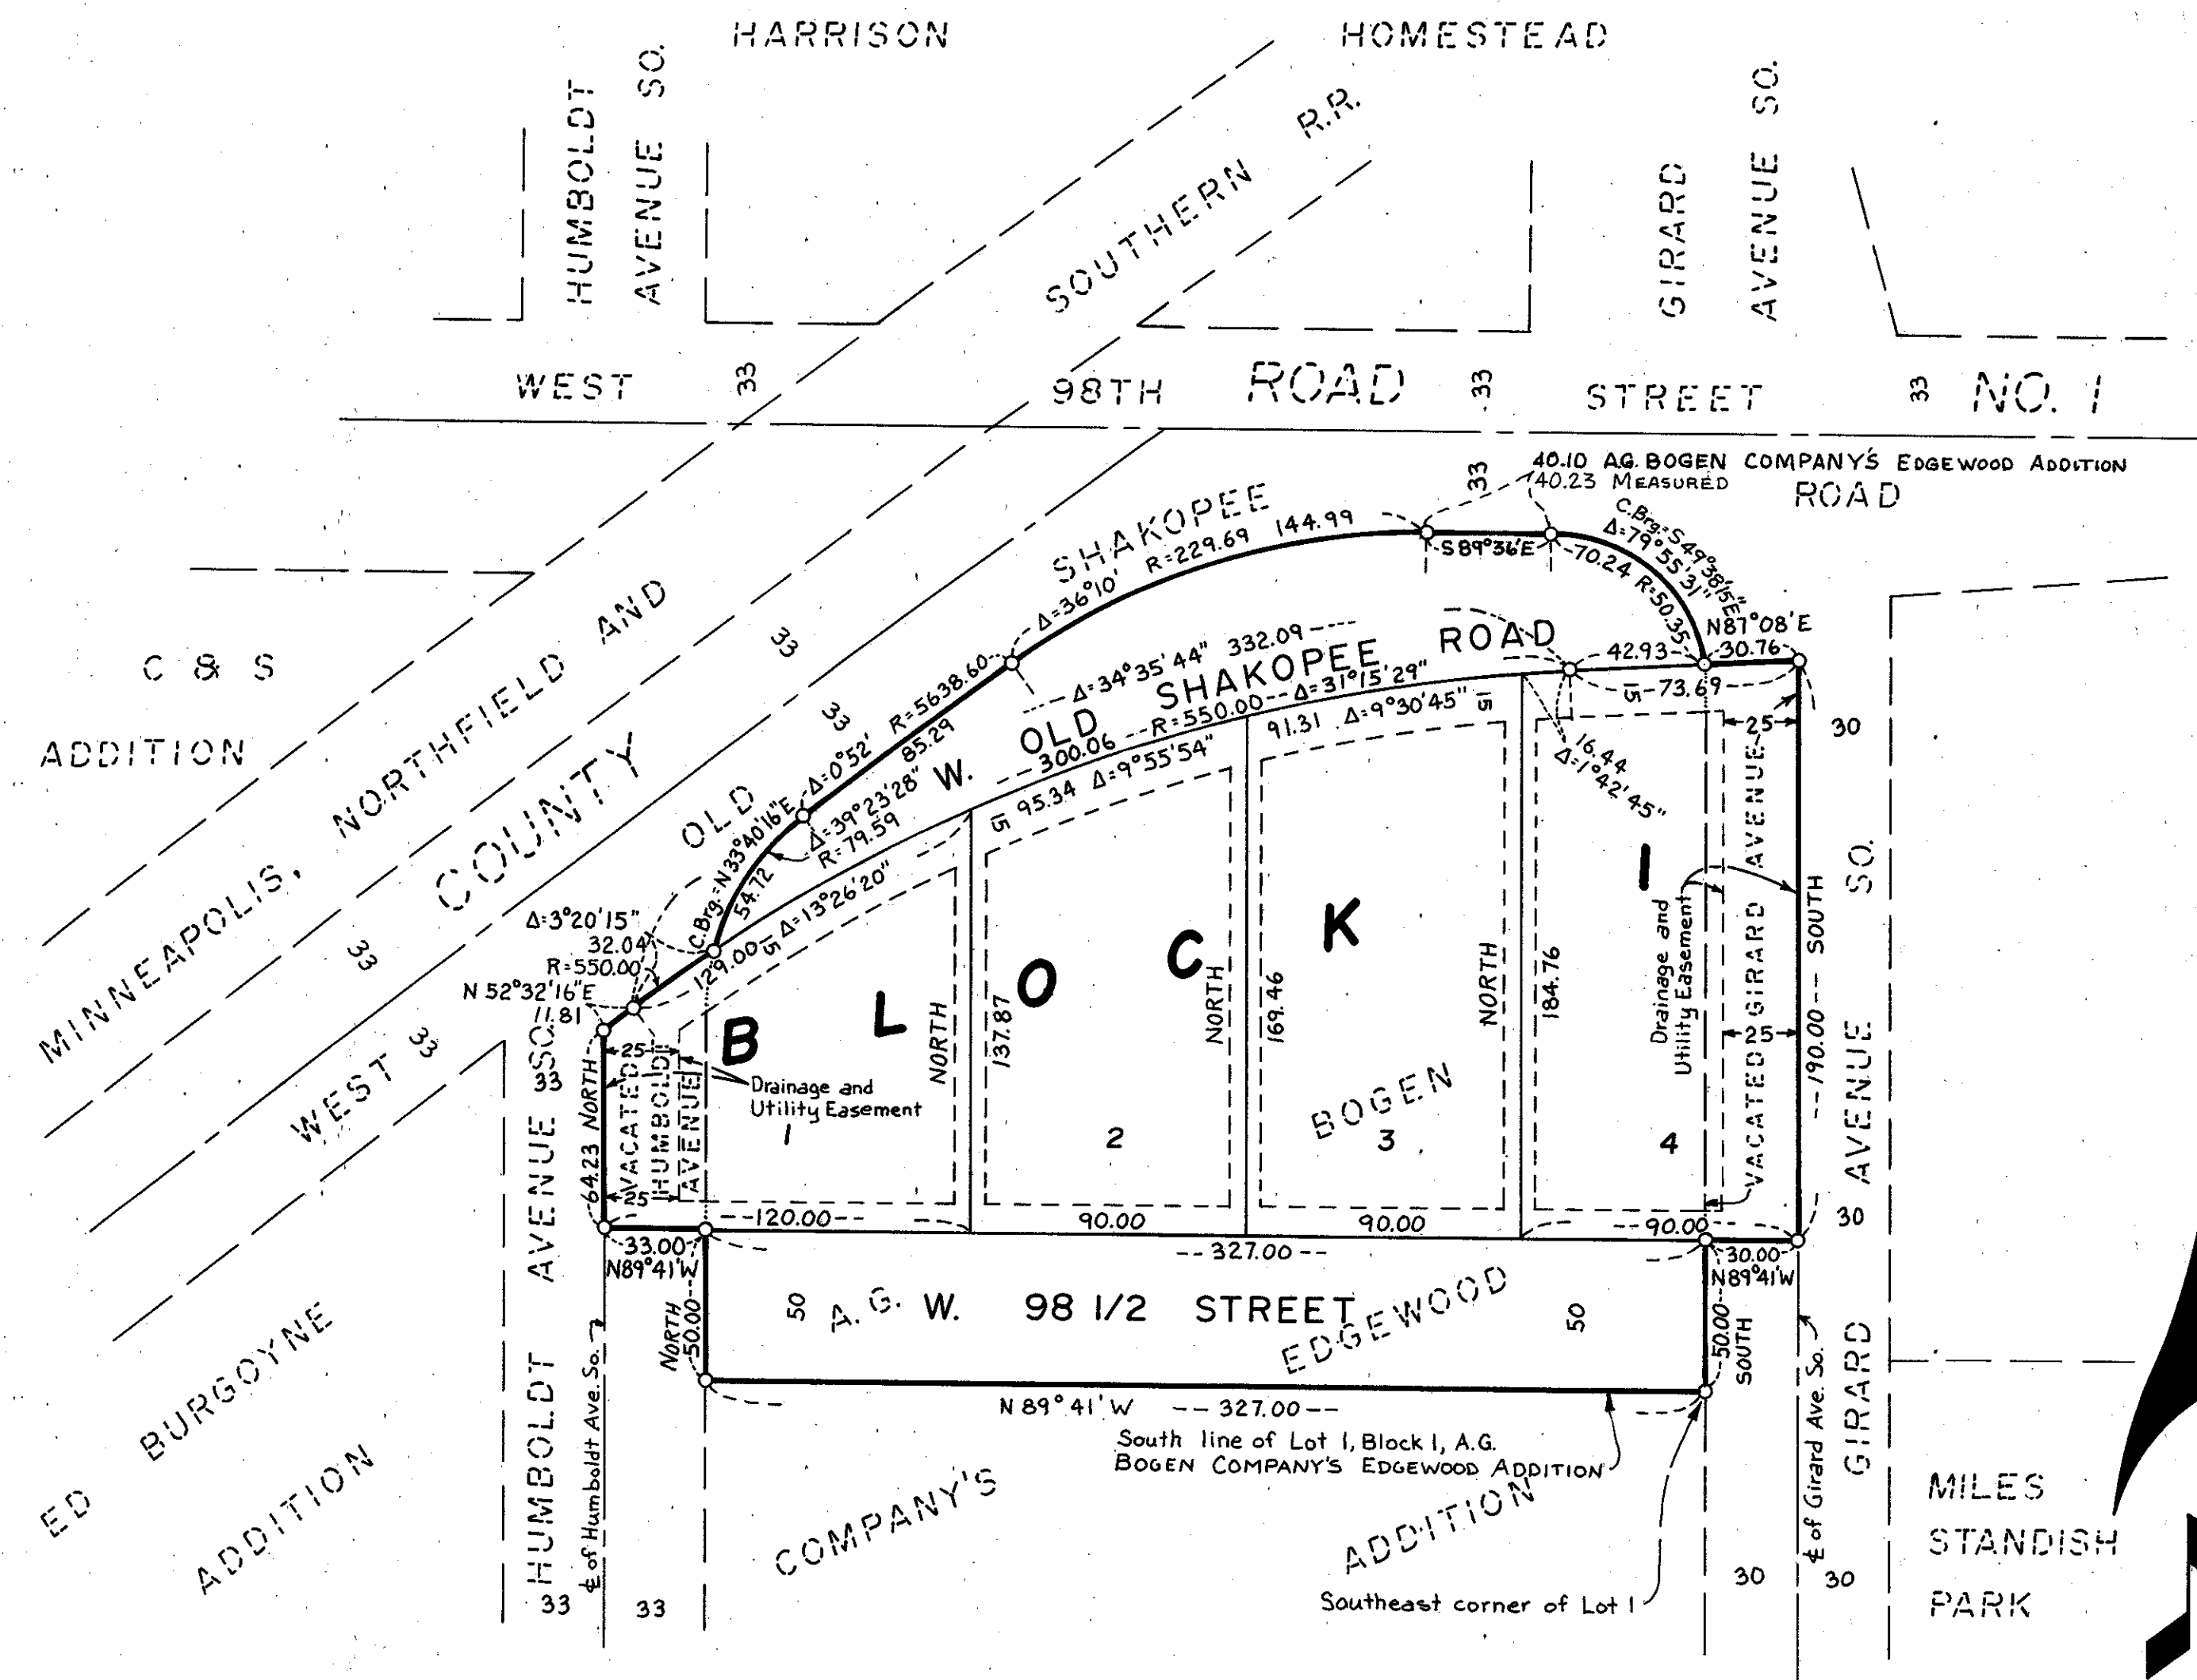 HARRISON HOMESTEAD
HUMBOLDT
AVENUE SO.
SOUTHERN R.R.
GIRARD
AVENUE SO.
WEST 33 98TH ROAD 33 STREET 33 NO. 1
40.10 A.G. BOGEN COMPANY'S EDGEWOOD ADDITION
40.23 MEASURED
33
ROAD
C & S
ADDITION
MINNEAPOLIS, NORTHFIELD AND
COUNTY
WEST
33
33
33
33
OLD
SHAKOPEE
Δ=36°10' R=229.69 144.99
S89°36'E
70.24 R=50.35
Δ=79°55'31"
C.Brg.=S49°38'15"E
N87°08'E
42.93
30.76
73.69
15
Δ=0°52' R=5638.60
85.29
Δ=39°23'28"
R=79.59
54.72
C.Brg.=N33°40'16"E
Δ=34°35'44" 332.09
W. OLD SHAKOPEE ROAD
300.06 R=550.00 Δ=31°15'29"
91.31 Δ=9°30'45" 15
15 95.34 Δ=9°55'54"
16.44
Δ=1°42'45"
129.00 Δ=13°26'20"
15
Δ=3°20'15"
32.04
R=550.00
N 52°32'16"E
11.81
64.23 NORTH
25
25
VACATED
HUMBOLDT
AVENUE
Drainage and
Utility Easement
BLOCK 1
NORTH
137.87
NORTH
169.46
NORTH
184.76
Drainage and
Utility Easement
25
25
VACATED GIRARD AVENUE
VACATED GIRARD AVENUE
190.00 SOUTH
30
30
1
2
3
4
BOGEN
120.00
90.00
90.00
90.00
33.00
N89°41'W
327.00
30.00
N89°41'W
NORTH
50.00
50
A.G.
W. 98 1/2 STREET
EDGEWOOD
50
50.00
SOUTH
N 89°41'W 327.00
South line of Lot 1, Block 1, A.G.
BOGEN COMPANY'S EDGEWOOD ADDITION
COMPANY'S
ADDITION
Southeast corner of Lot 1
HUMBOLDT AVENUE SO.
33
33
33
℄ of Humboldt Ave. So.
℄ of Girard Ave. So.
GIRARD AVENUE SO.
30
30
ED BURGOYNE
ADDITION
MILES
STANDISH
PARK